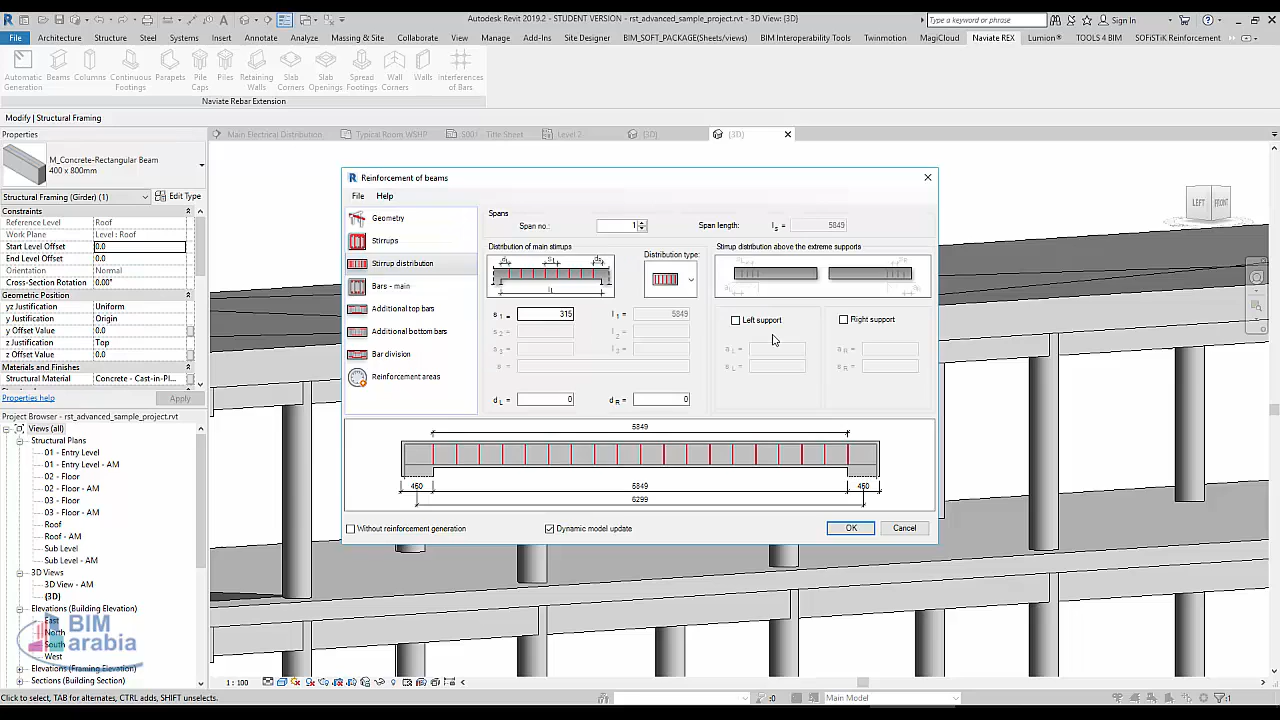 Autodesk Revit 2019.2 - STUDENT VERSION - rst_advanced_sample_project.rvt - 3D View: {3D}
Type a keyword or phrase
Sign In
File Architecture Structure Steel Systems Insert Annotate Analyze Massing & Site Collaborate View Manage Add-Ins Site Designer BIM_SOFT_PACKAGE(Sheets/views) BIM Interoperability Tools Twinmotion MagiCloud Naviate REX Lumion® TOOLS 4 BIM SOFiSTiK Reinforcement
Automatic Generation
Beams
Columns
Continuous Footings
Parapets
Pile Caps
Piles
Retaining Walls
Slab Corners
Slab Openings
Spread Footings
Wall Corners
Walls
Interferences of Bars
Naviate Rebar Extension
Modify | Structural Framing
Properties
Main Electrical Distribution
Typical Room WSHP
S001 - Title Sheet
Level 2
{3D}
{3D}
M_Concrete-Rectangular Beam
400 x 800mm
Structural Framing (Girder) (1)
Edit Type
Constraints
Reference Level Roof
Work Plane Level : Roof
Start Level Offset 0.0
End Level Offset 0.0
Orientation Normal
Cross-Section Rotation 0.00°
Geometric Position
yz Justification Uniform
y Justification Origin
y Offset Value 0.0
z Justification Top
z Offset Value 0.0
Materials and Finishes
Structural Material Concrete - Cast-in-Pl...
Properties help
Apply
Project Browser - rst_advanced_sample_project.rvt
Views (all)
Structural Plans
01 - Entry Level
01 - Entry Level - AM
02 - Floor
02 - Floor - AM
03 - Floor
03 - Floor - AM
Roof
Roof - AM
Sub Level
Sub Level - AM
3D Views
3D View - AM
{3D}
Elevations (Building Elevation)
East
North
South
West
Elevations (Framing Elevation)
Sections (Building Section)
BIM
arabia
LEFT
FRONT
Reinforcement of beams
File Help
Geometry
Stirrups
Stirrup distribution
Bars - main
Additional top bars
Additional bottom bars
Bar division
Reinforcement areas
Spans
Span no.: 1
Span length: ls = 5849
Distribution of main stirrups
Distribution type:
Stirrup distribution above the extreme supports
s1 = 315
l1 = 5849
s2 =
l2 =
s3 =
l3 =
s =
Left support
Right support
aL =
aR =
sL =
sR =
dL = 0
dR = 0
5849
450 5849 450
6299
Without reinforcement generation
Dynamic model update
OK
Cancel
1 : 100
Click to select, TAB for alternates, CTRL adds, SHIFT unselects.
:0
Main Model
:1